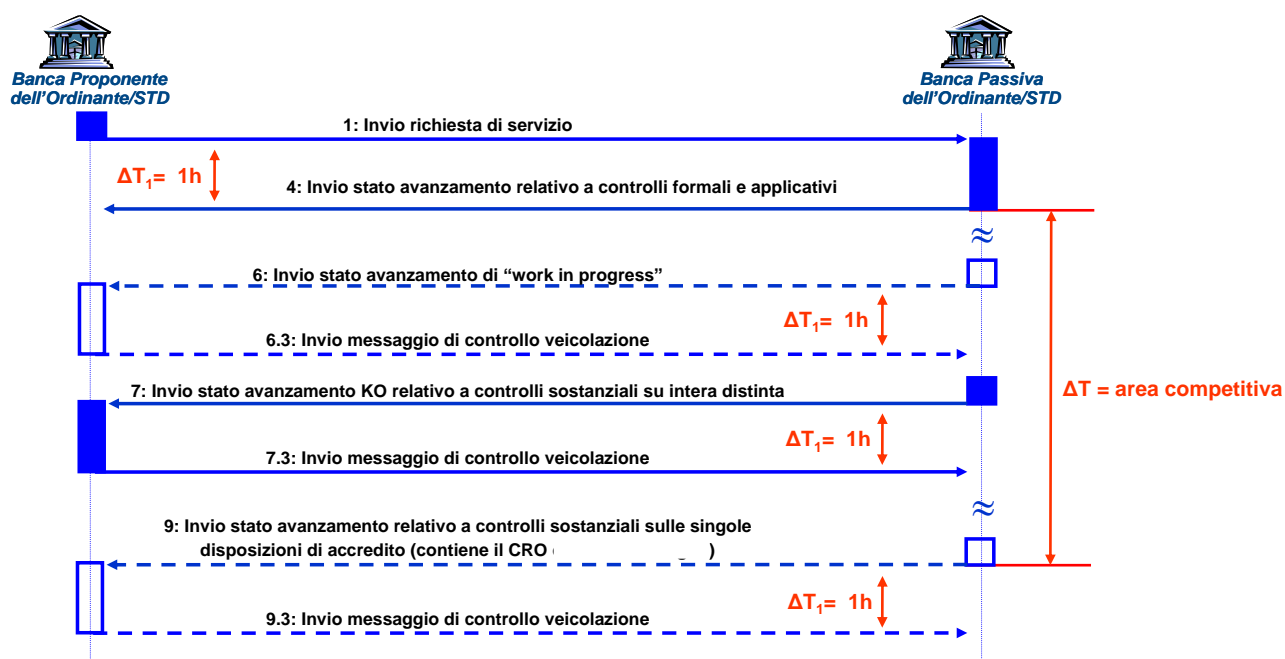 Banca Proponente
dell'Ordinante/STD
Banca Passiva
dell'Ordinante/STD
1: Invio richiesta di servizio
ΔT₁= 1h
4: Invio stato avanzamento relativo a controlli formali e applicativi
≈
6: Invio stato avanzamento di “work in progress”
ΔT₁= 1h
6.3: Invio messaggio di controllo veicolazione
7: Invio stato avanzamento KO relativo a controlli sostanziali su intera distinta
ΔT = area competitiva
ΔT₁= 1h
7.3: Invio messaggio di controllo veicolazione
≈
9: Invio stato avanzamento relativo a controlli sostanziali sulle singole
disposizioni di accredito (contiene il CRO )
ΔT₁= 1h
9.3: Invio messaggio di controllo veicolazione